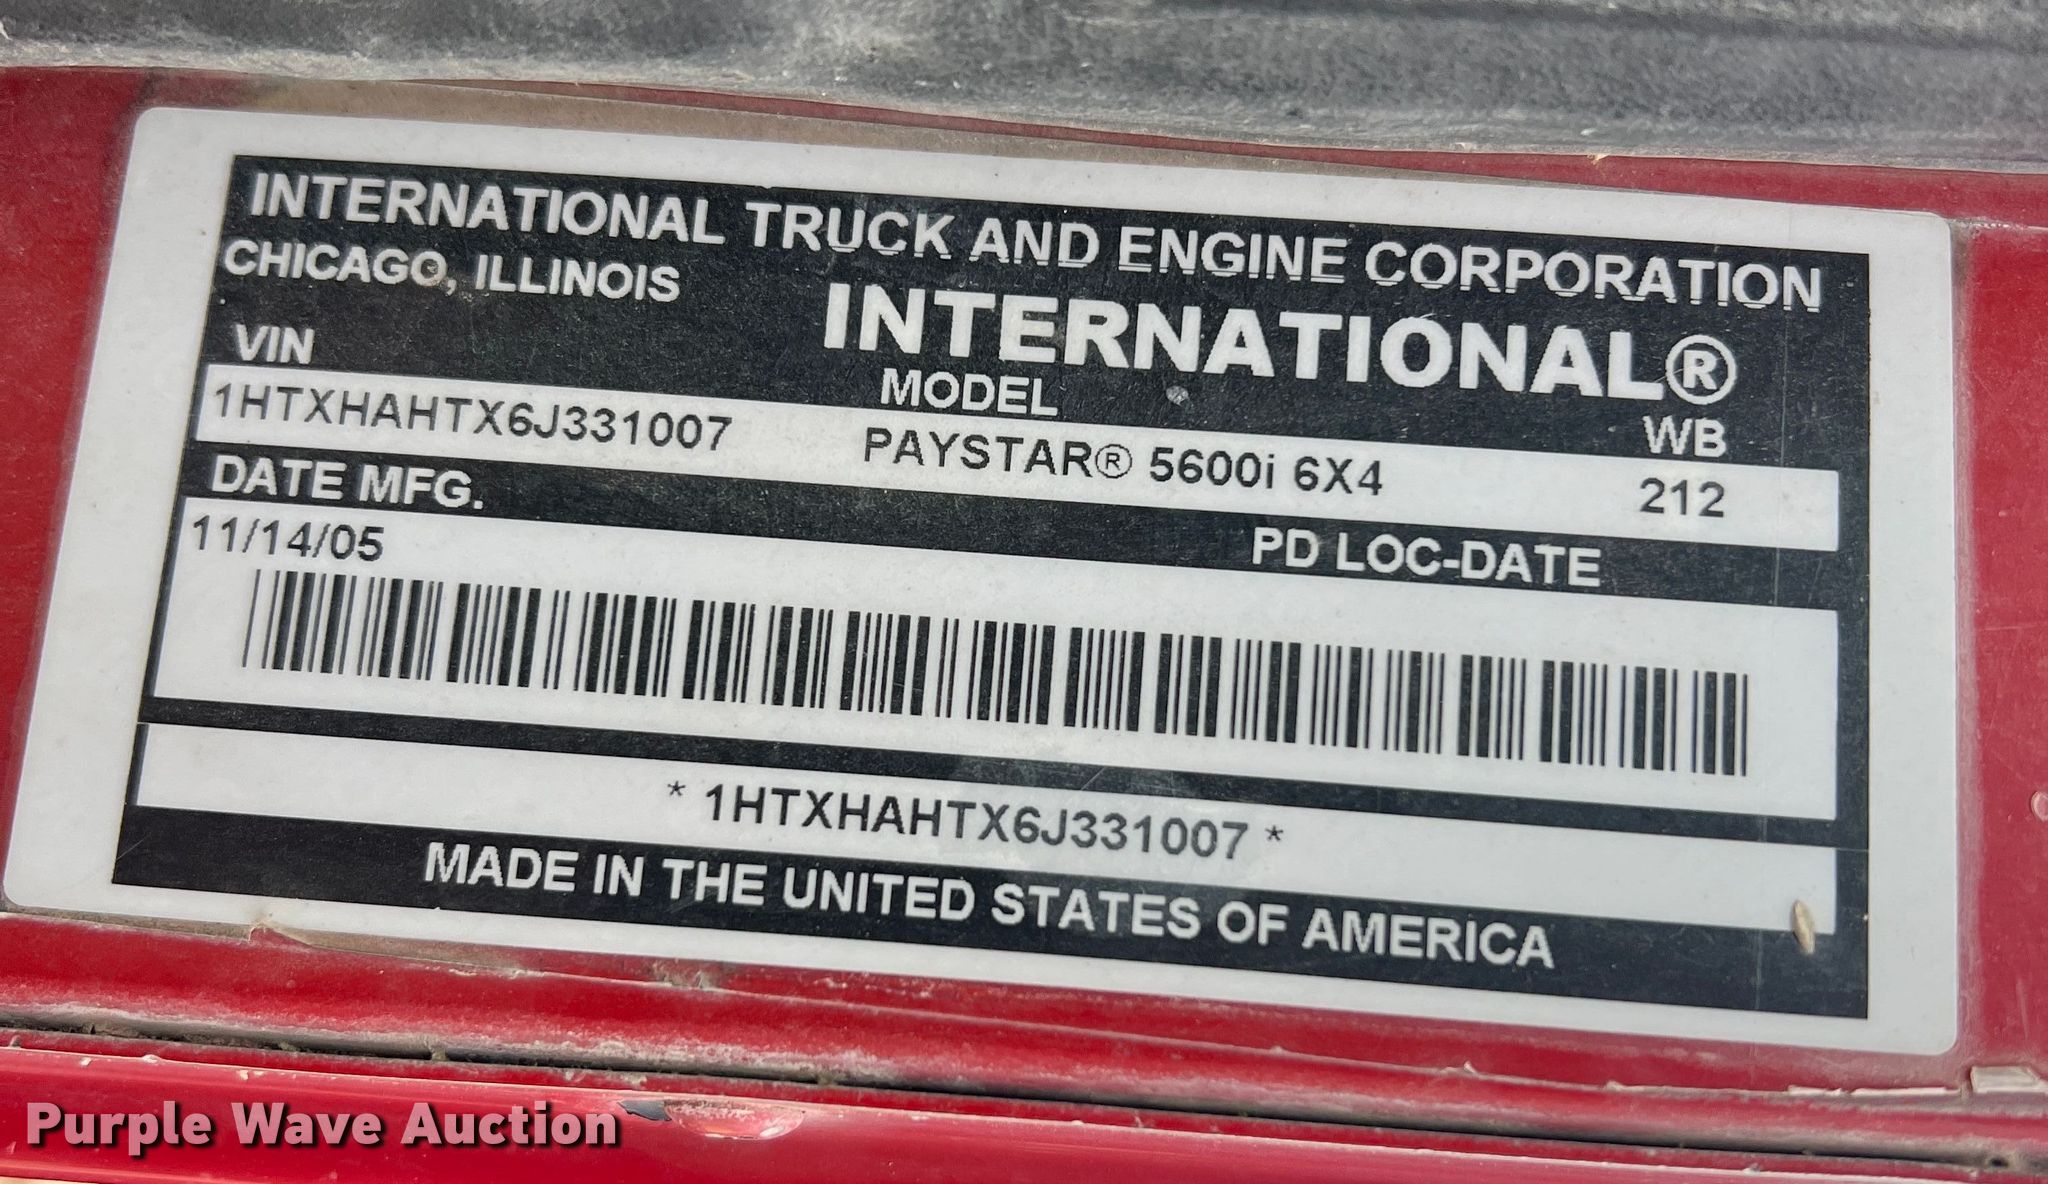 INTERNATIONAL TRUCK AND ENGINE CORPORATION
CHICAGO, ILLINOIS
INTERNATIONAL®
VIN MODEL WB
1HTXHAHTX6J331007 PAYSTAR® 5600i 6X4 212
DATE MFG. PD LOC-DATE
11/14/05
* 1HTXHAHTX6J331007 *
MADE IN THE UNITED STATES OF AMERICA
Purple Wave Auction